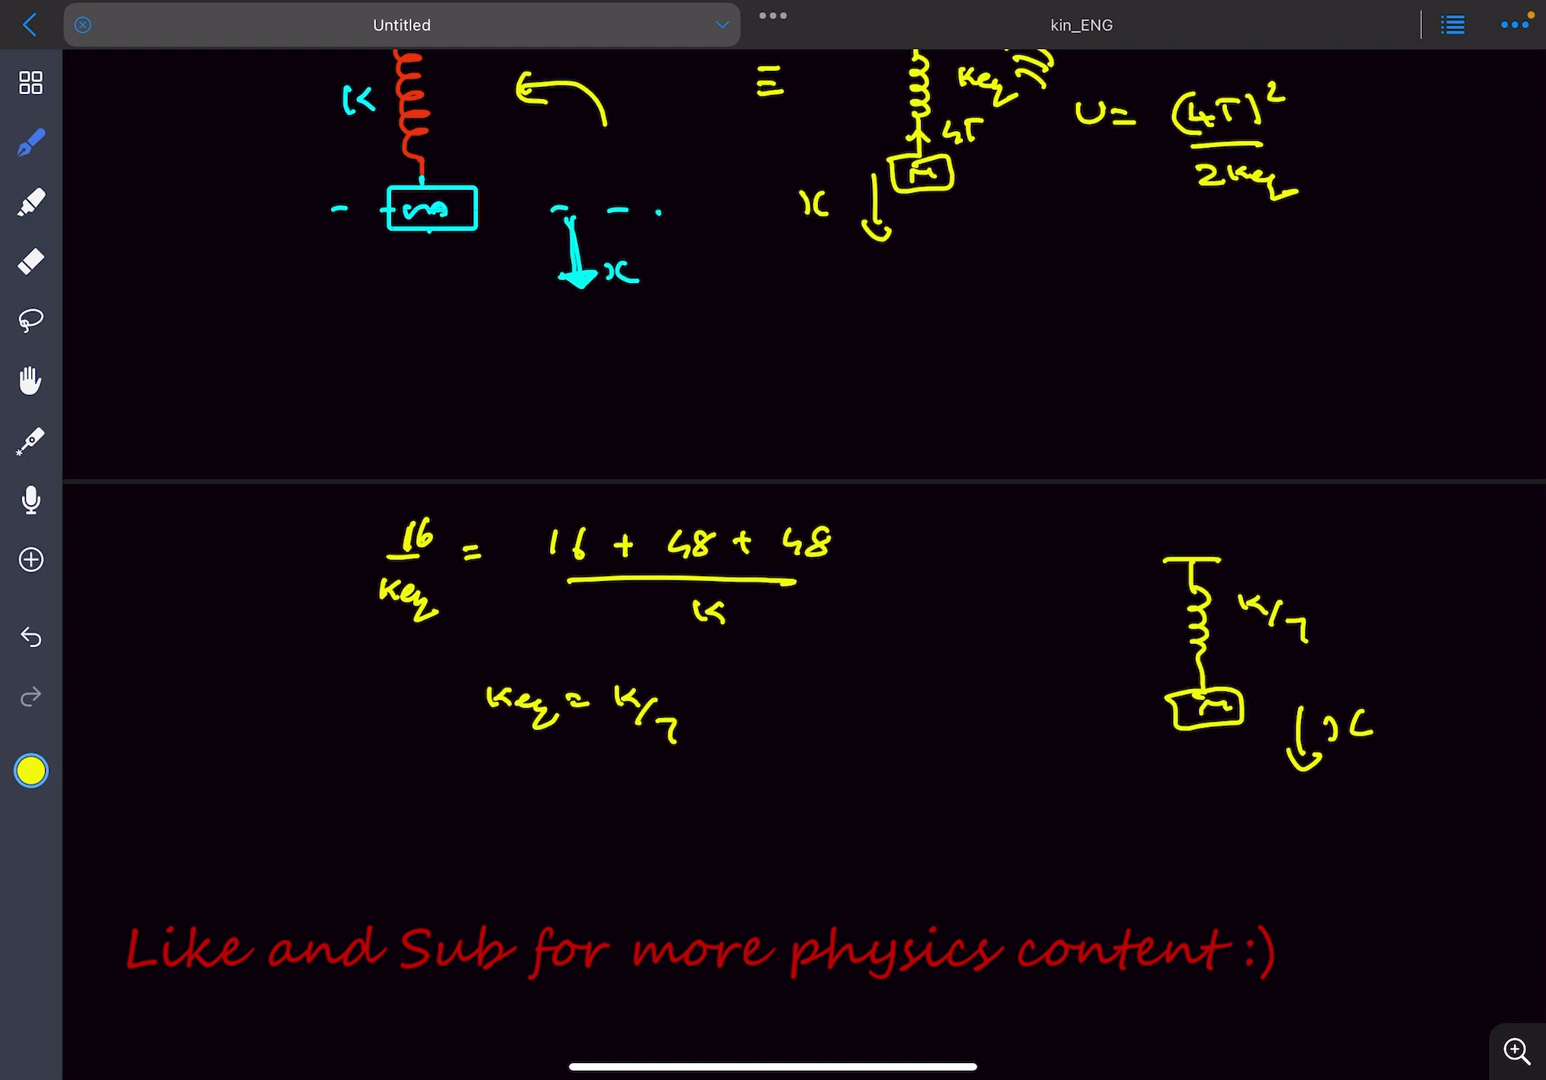 Untitled
kin_ENG
K
m
x
≡
keq
4T
m
x
U = (4T)²
2keq
16 = 16 + 48 + 48
keq K
keq = K/7
K/7
m
x
Like and Sub for more physics content :)